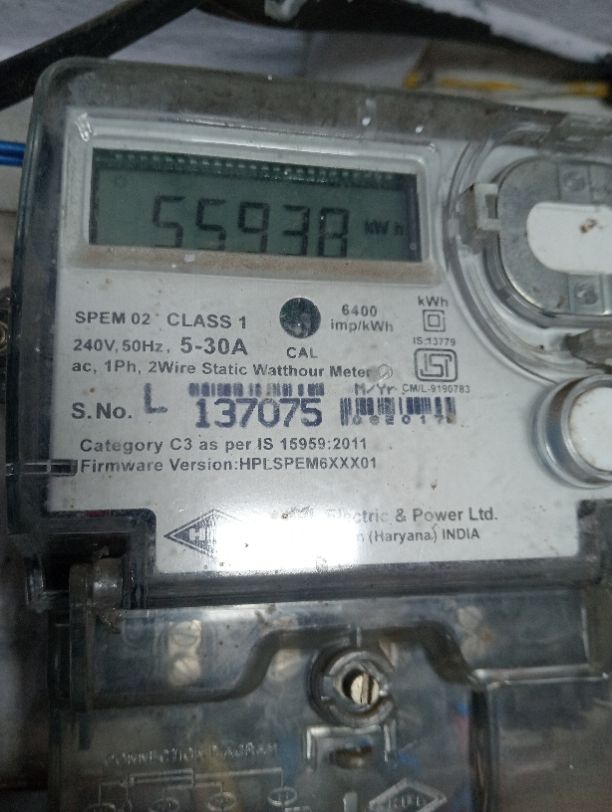 55938 kWh
SPEM 02 CLASS 1
6400
imp/kWh
kWh
240V, 50Hz, 5-30A
CAL
IS:13779
ac, 1Ph, 2Wire Static Watthour Meter
M/Yr CM/L-9190783
S.No. L 137075
Category C3 as per IS 15959:2011
Firmware Version:HPLSPEM6XXX01
Electric & Power Ltd.
(Haryana) INDIA
CONNECTION DIAGRAM